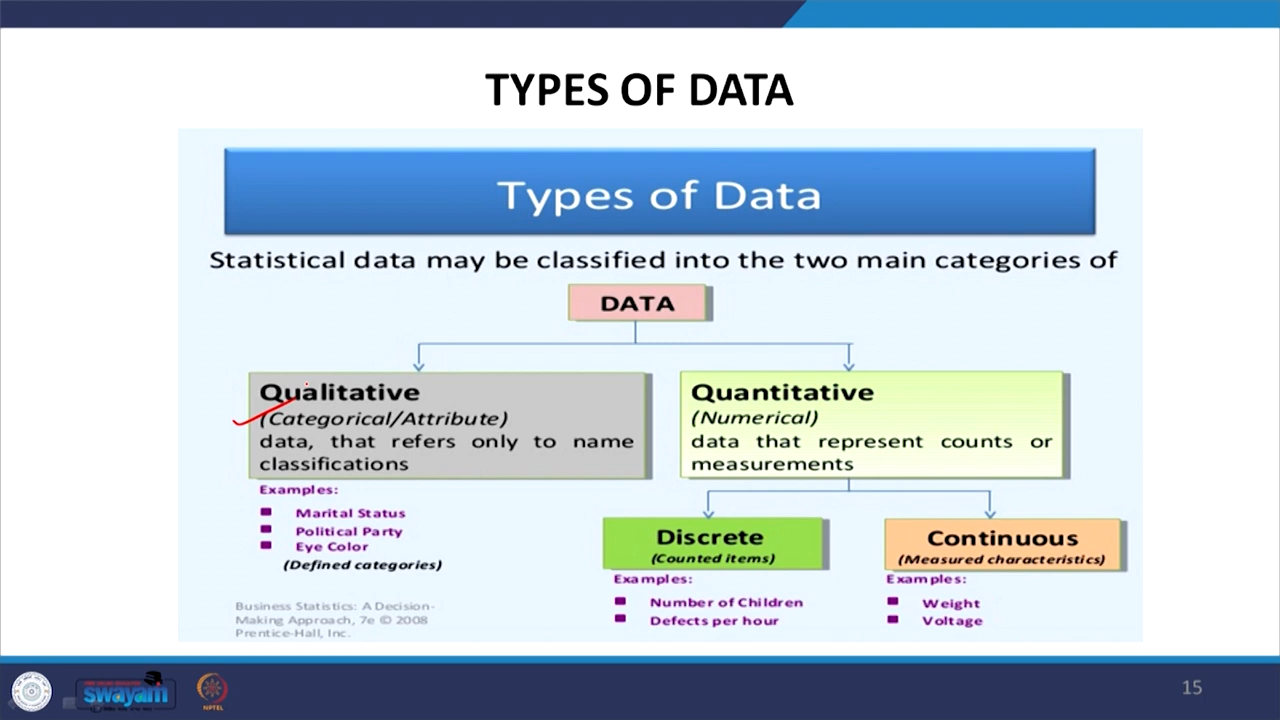 TYPES OF DATA
Types of Data
Statistical data may be classified into the two main categories of
DATA
Qualitative
(Categorical/Attribute)
data, that refers only to name
classifications
Examples:
Marital Status
Political Party
Eye Color
(Defined categories)
Quantitative
(Numerical)
data that represent counts or
measurements
Discrete
(Counted items)
Examples:
Number of Children
Defects per hour
Continuous
(Measured characteristics)
Examples:
Weight
Voltage
Business Statistics: A Decision-
Making Approach, 7e © 2008
Prentice-Hall, Inc.
swayam
NPTEL
15